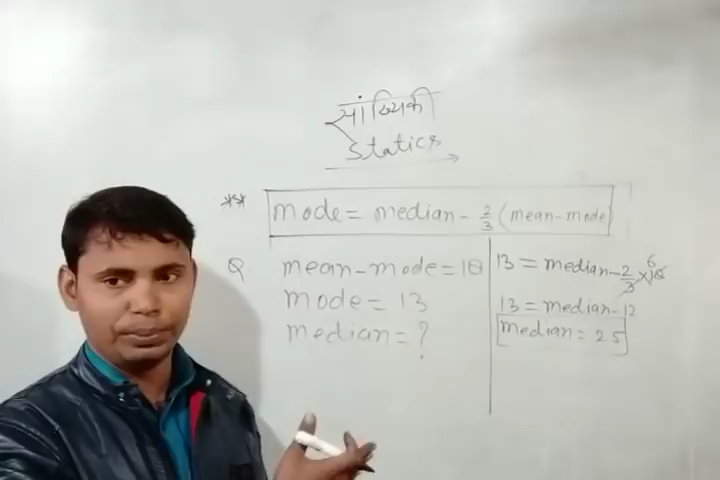 सांख्यिकी
Statics
** mode = median - 2/3 (mean - mode)
Q mean - mode = 18
mode = 13
median = ?
13 = median - 2/3 × 18 6
13 = median - 12
median = 25